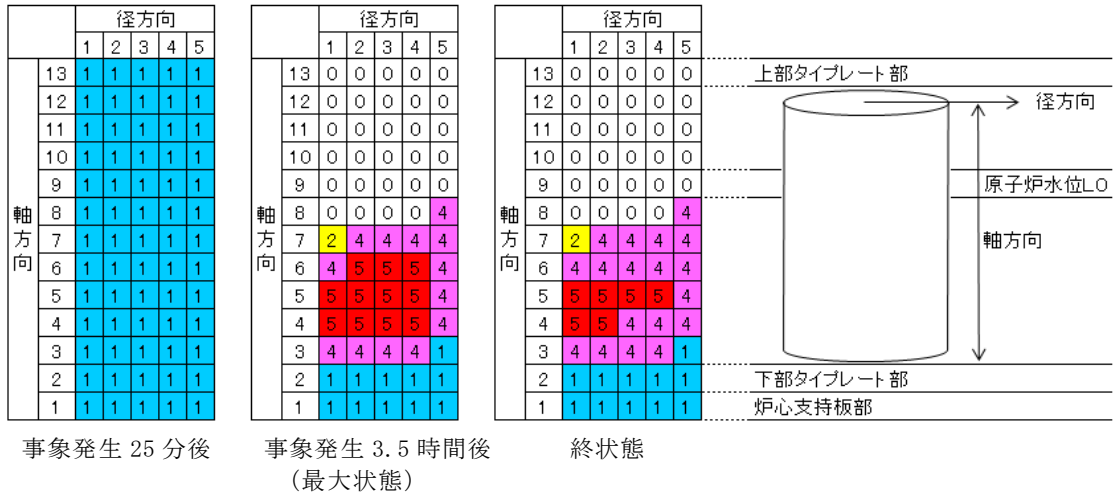 径方向
1 2 3 4 5
軸方向
13 1 1 1 1 1
12 1 1 1 1 1
11 1 1 1 1 1
10 1 1 1 1 1
9 1 1 1 1 1
8 1 1 1 1 1
7 1 1 1 1 1
6 1 1 1 1 1
5 1 1 1 1 1
4 1 1 1 1 1
3 1 1 1 1 1
2 1 1 1 1 1
1 1 1 1 1 1
事象発生 25 分後
径方向
1 2 3 4 5
軸方向
13 0 0 0 0 0
12 0 0 0 0 0
11 0 0 0 0 0
10 0 0 0 0 0
9 0 0 0 0 0
8 0 0 0 0 4
7 2 4 4 4 4
6 4 5 5 5 4
5 5 5 5 5 4
4 5 5 5 5 4
3 4 4 4 4 1
2 1 1 1 1 1
1 1 1 1 1 1
事象発生 3.5 時間後
(最大状態)
径方向
1 2 3 4 5
軸方向
13 0 0 0 0 0
12 0 0 0 0 0
11 0 0 0 0 0
10 0 0 0 0 0
9 0 0 0 0 0
8 0 0 0 0 4
7 2 4 4 4 4
6 4 4 4 4 4
5 5 5 5 5 4
4 5 5 4 4 4
3 4 4 4 4 1
2 1 1 1 1 1
1 1 1 1 1 1
終状態
上部タイプレート部
径方向
原子炉水位L0
軸方向
下部タイプレート部
炉心支持板部